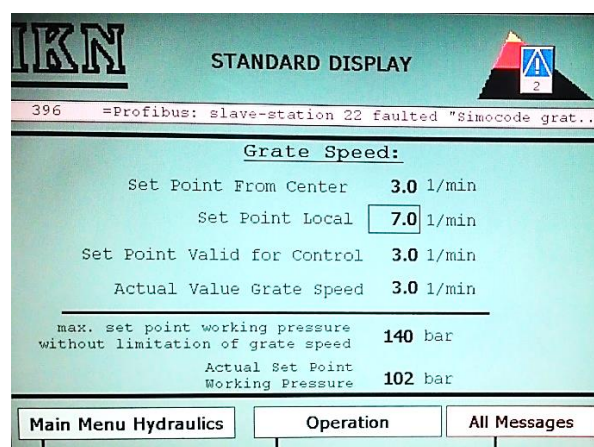 IKN
STANDARD DISPLAY
2
396 =Profibus: slave-station 22 faulted "Simocode grat..
Grate Speed:
Set Point From Center 3.0 1/min
Set Point Local 7.0 1/min
Set Point Valid for Control 3.0 1/min
Actual Value Grate Speed 3.0 1/min
max. set point working pressure
without limitation of grate speed 140 bar
Actual Set Point
Working Pressure 102 bar
Main Menu Hydraulics Operation All Messages